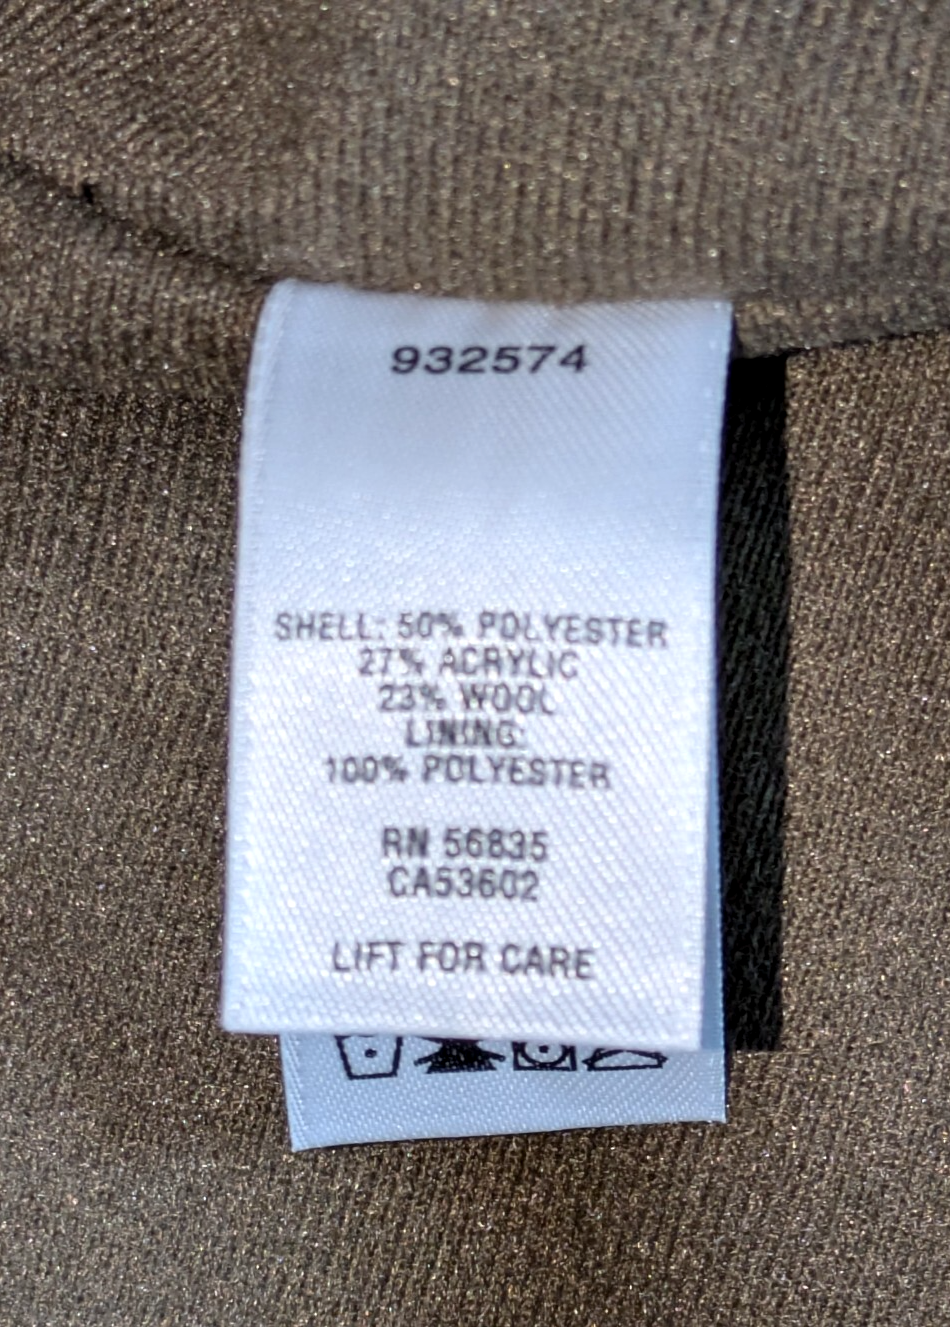 932574
SHELL: 50% POLYESTER
27% ACRYLIC
23% WOOL
LINING:
100% POLYESTER
RN 56835
CA53602
LIFT FOR CARE